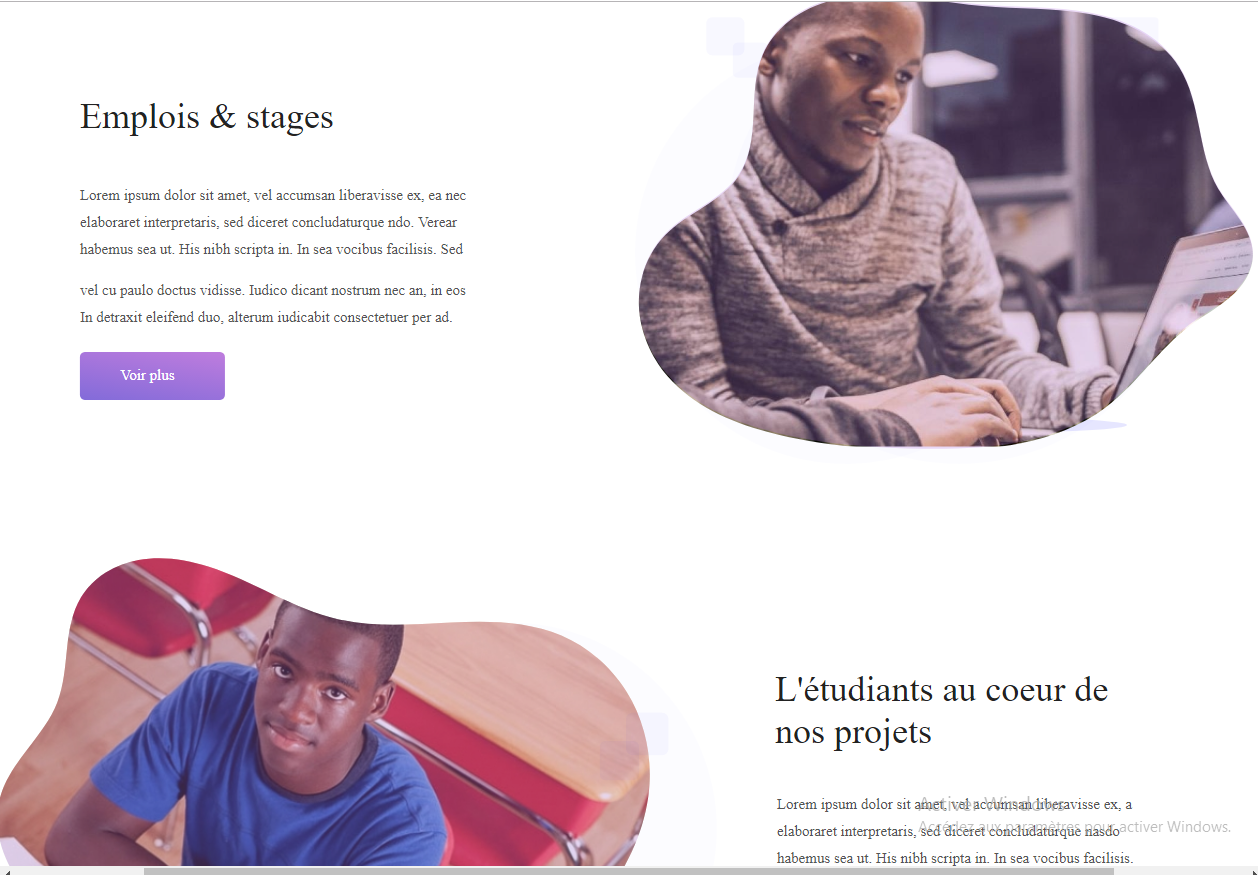 Emplois & stages
Lorem ipsum dolor sit amet, vel accumsan liberavisse ex, ea nec
elaboraret interpretaris, sed diceret concludaturque ndo. Verear
habemus sea ut. His nibh scripta in. In sea vocibus facilisis. Sed
vel cu paulo doctus vidisse. Iudico dicant nostrum nec an, in eos
In detraxit eleifend duo, alterum iudicabit consectetuer per ad.
Voir plus
L'étudiants au coeur de
nos projets
Lorem ipsum dolor sit amet, vel accumsan liberavisse ex, a
elaboraret interpretaris, sed diceret concludaturque nasdo
habemus sea ut. His nibh scripta in. In sea vocibus facilisis.
Activer Windows
Accédez aux paramètres pour activer Windows.